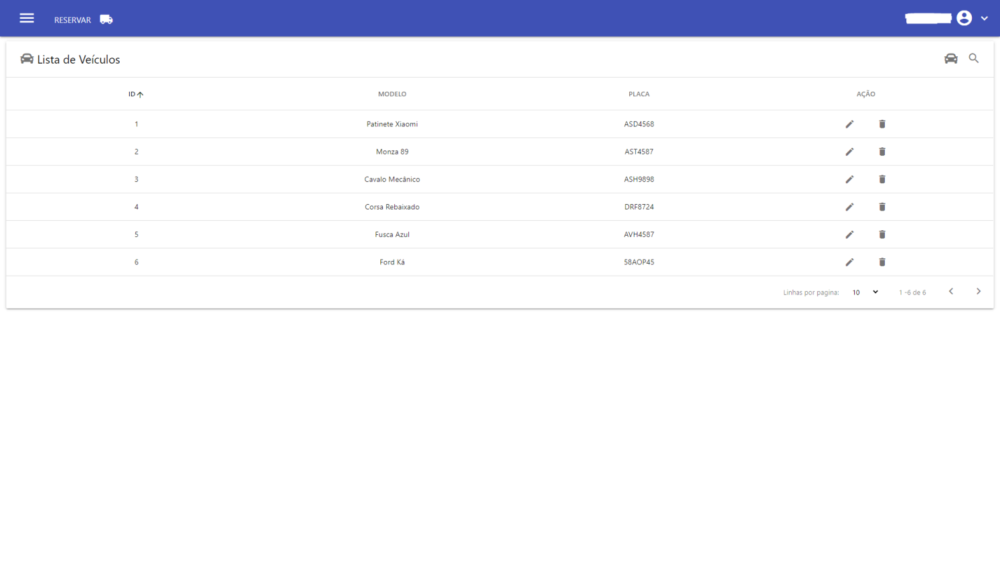 RESERVAR
Lista de Veículos
ID MODELO PLACA AÇÃO
1 Patinete Xiaomi ASD4568
2 Monza 89 AST4587
3 Cavalo Mecânico ASH9898
4 Corsa Rebaixado DRF8724
5 Fusca Azul AVH4587
6 Ford Ká 58AOP45
Linhas por pagina: 10 1 -6 de 6